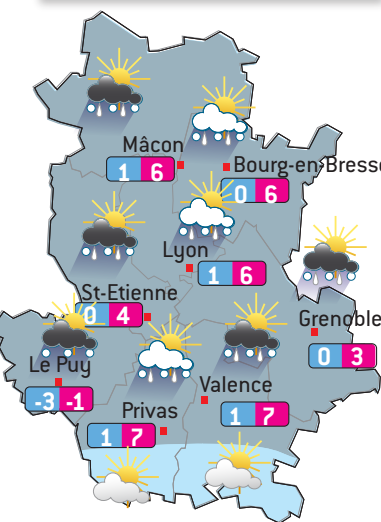 Mâcon
1 6
Bourg-en-Bresse
0 6
Lyon
1 6
St-Etienne
0 4
Grenoble
0 3
Le Puy
-3 -1
Valence
1 7
Privas
1 7